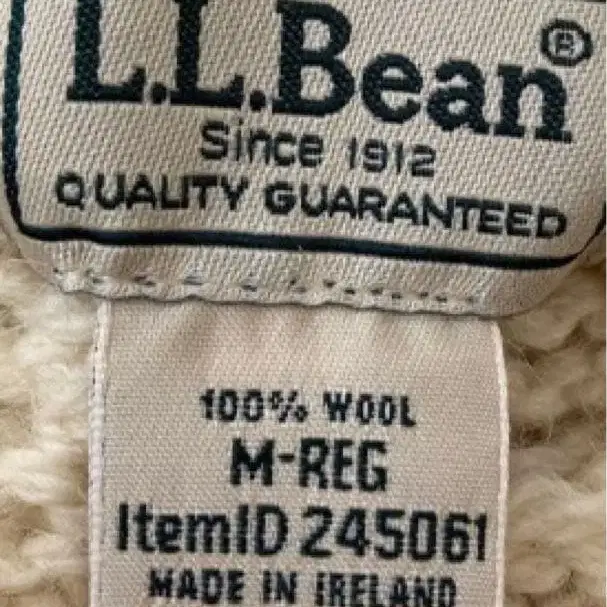 L.L.Bean®
Since 1912
QUALITY GUARANTEED
100% WOOL
M-REG
ItemID 245061
MADE IN IRELAND